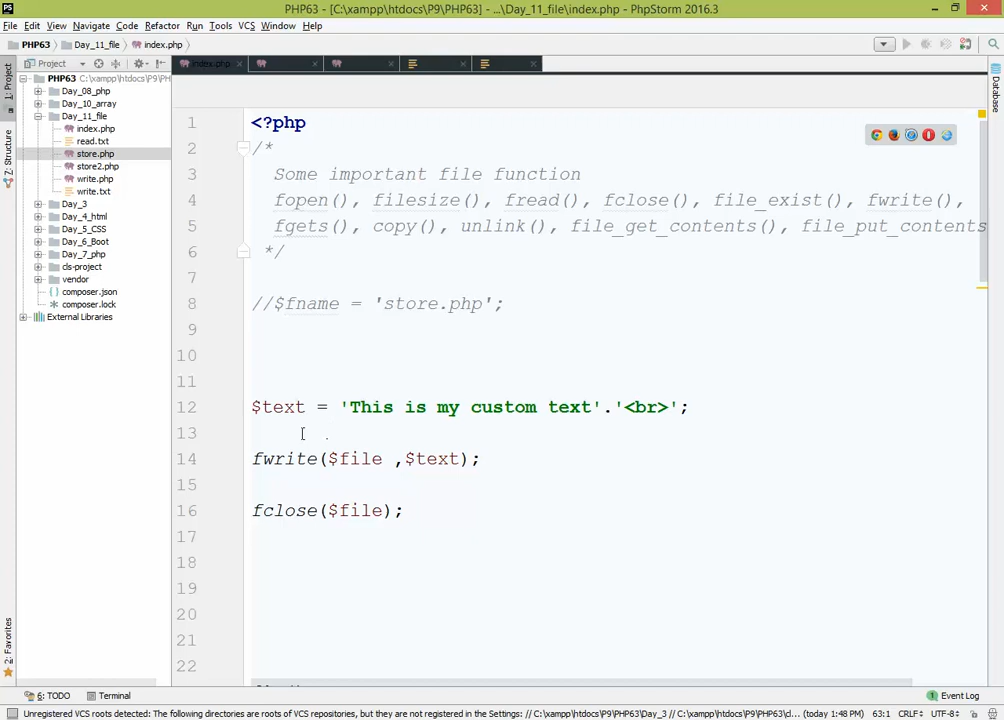 PS
PHP63 - [C:\xampp\htdocs\P9\PHP63] - ...\Day_11_file\index.php - PhpStorm 2016.3
File Edit View Navigate Code Refactor Run Tools VCS Window Help
PHP63 Day_11_file index.php
Project
index.php
PHP63 C:\xampp\htdocs\P9\PH
Day_08_php
Day_10_array
Day_11_file
index.php
read.txt
store.php
store2.php
write.php
write.txt
Day_3
Day_4_html
Day_5_CSS
Day_6_Boot
Day_7_php
cls-project
vendor
composer.json
composer.lock
External Libraries
1: Project
7: Structure
2: Favorites
Database
1 <?php
2 /*
3 Some important file function
4 fopen(), filesize(), fread(), fclose(), file_exist(), fwrite(),
5 fgets(), copy(), unlink(), file_get_contents(), file_put_contents
6 */
7
8 //$fname = 'store.php';
9
10
11
12 $text = 'This is my custom text'.'<br>';
13
14 fwrite($file ,$text);
15
16 fclose($file);
17
18
19
20
21
22
6: TODO Terminal 1 Event Log
Unregistered VCS roots detected: The following directories are roots of VCS repositories, but they are not registered in the Settings: // C:\xampp\htdocs\P9\PHP63\Day_3 // C:\xampp\htdocs\P9\PHP63\cl... (today 1:48 PM) 63:1 CRLF÷ UTF-8÷